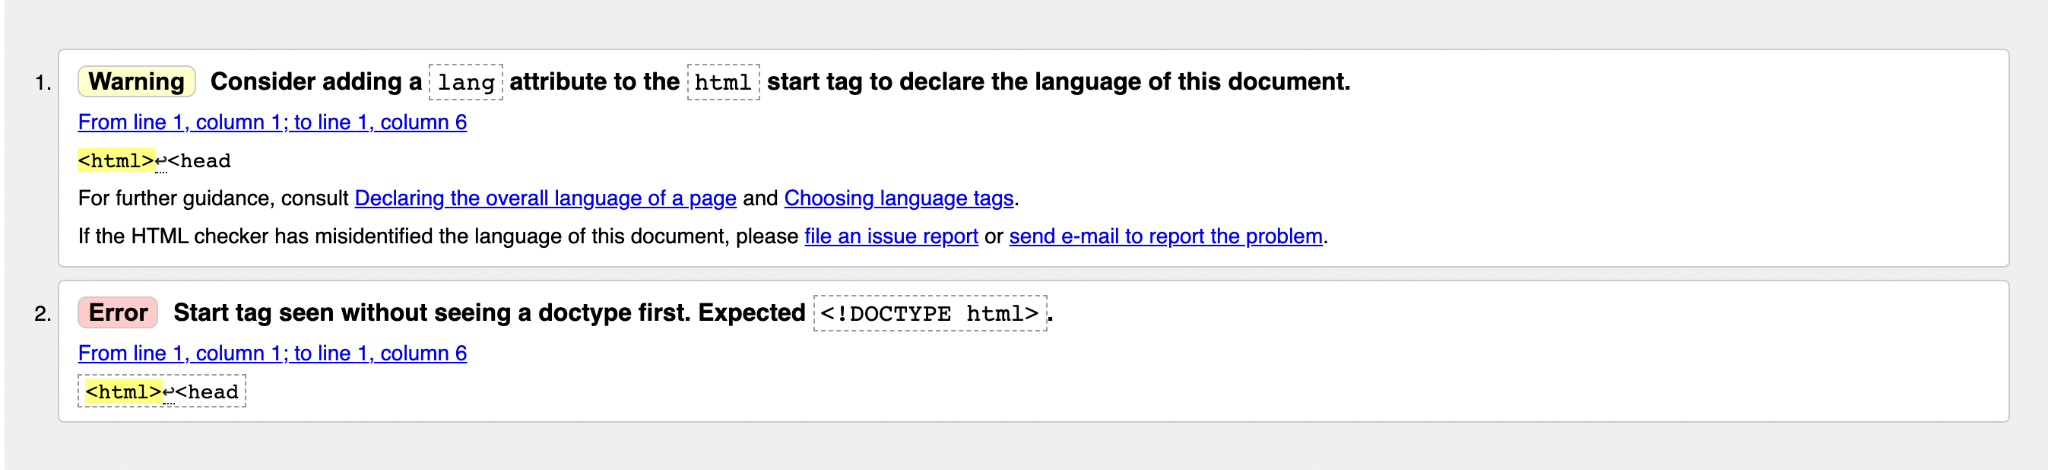 1. Warning Consider adding a lang attribute to the html start tag to declare the language of this document.
From line 1, column 1; to line 1, column 6
<html>↩<head
For further guidance, consult Declaring the overall language of a page and Choosing language tags.
If the HTML checker has misidentified the language of this document, please file an issue report or send e-mail to report the problem.
2. Error Start tag seen without seeing a doctype first. Expected <!DOCTYPE html>.
From line 1, column 1; to line 1, column 6
<html>↩<head